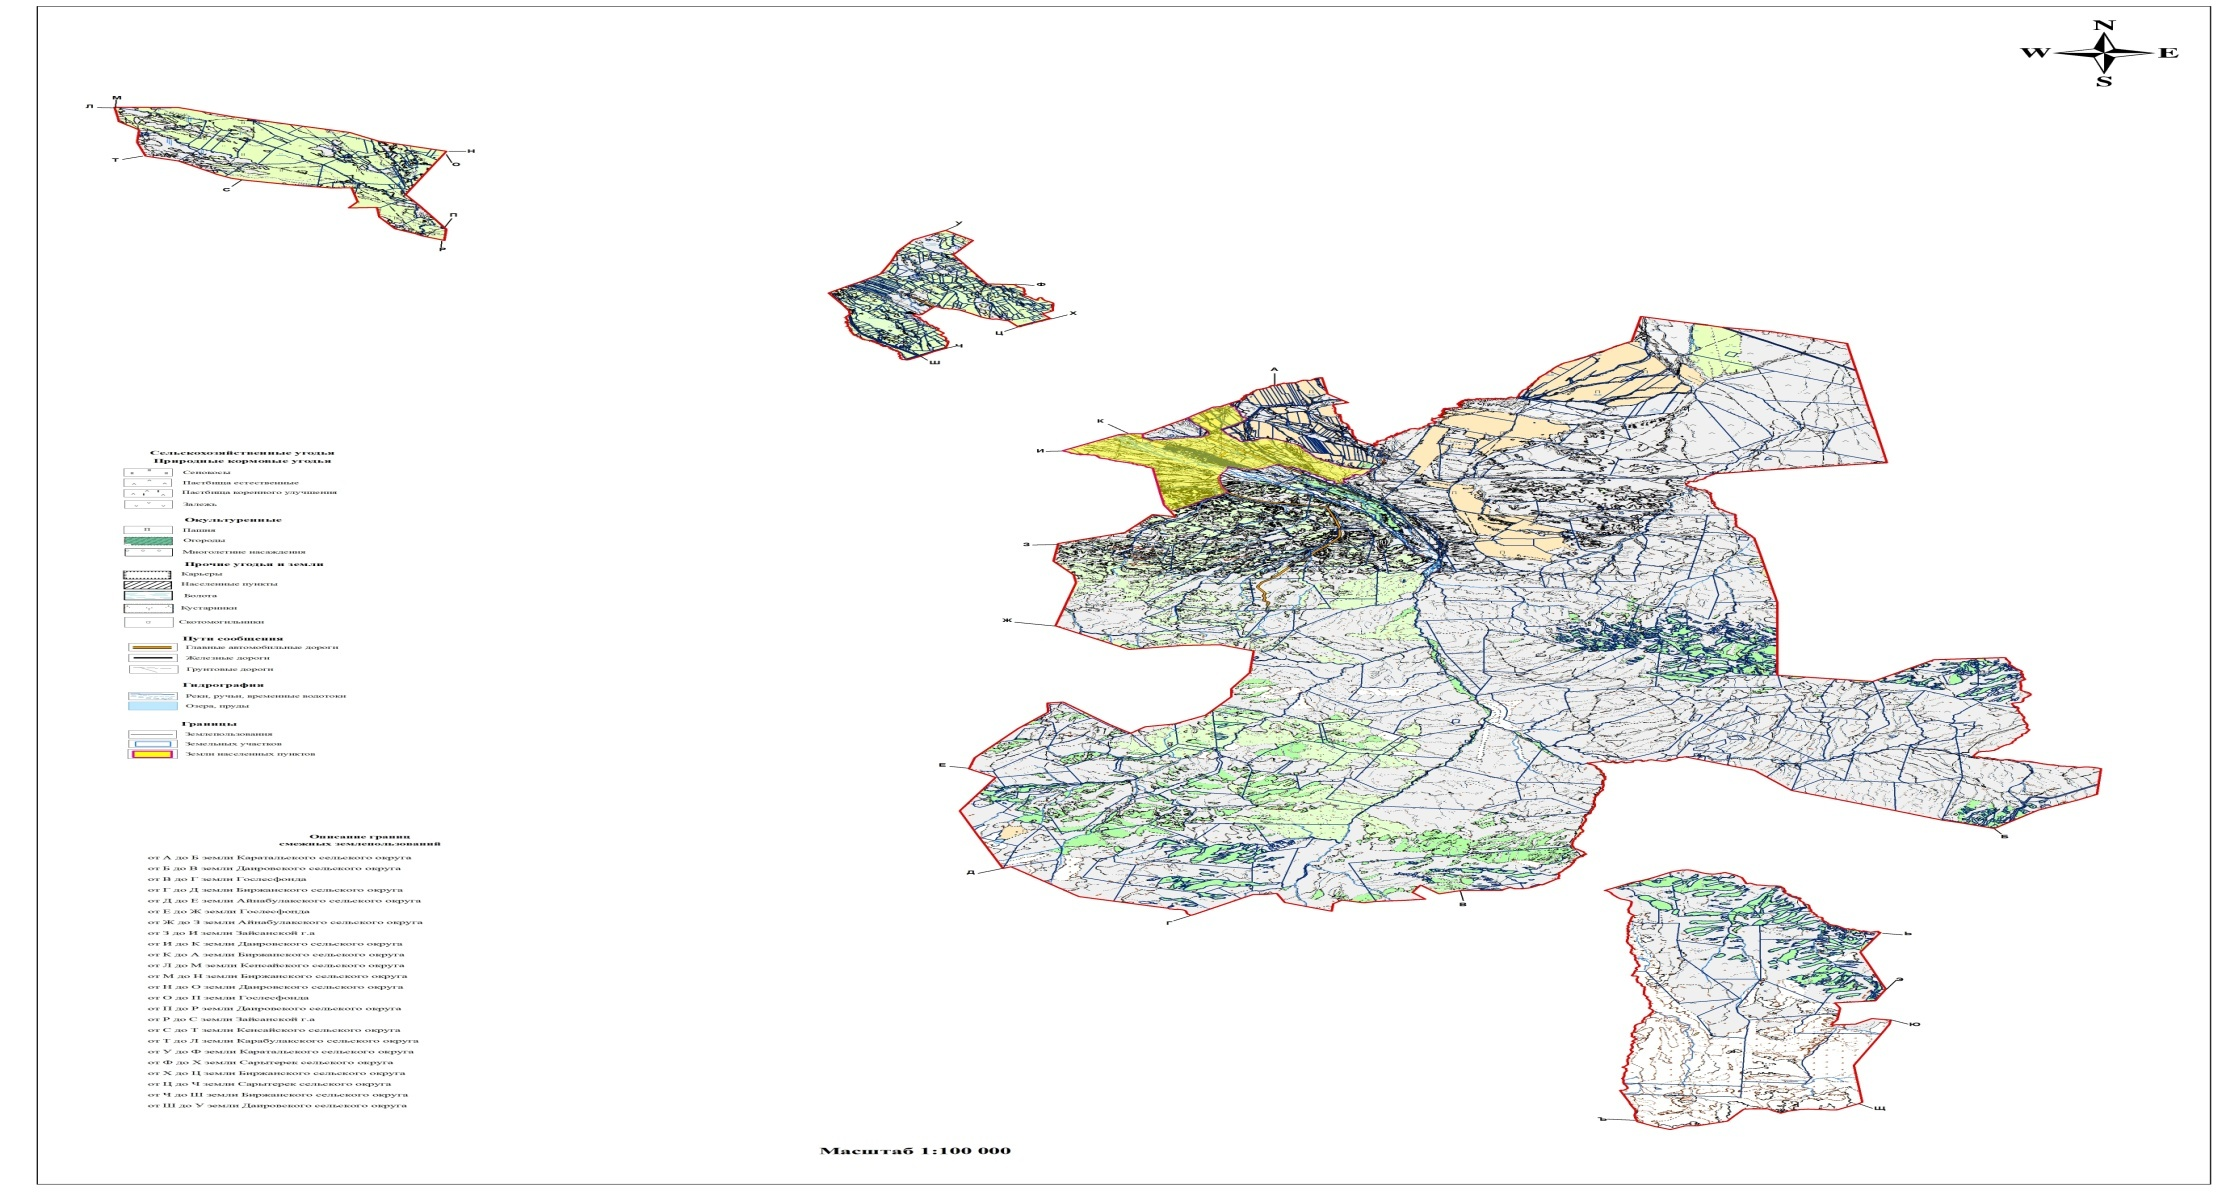 N
W E
S
М
Л
Н
О
Т
С
П
Р
У
Ф
Х
Ц
Ч
Ш
А
К
И
З
Ж
Е
Д
Г
В
Б
Ь
Э
Ю
Щ
Ъ
Сельскохозяйственные угодья
Природные кормовые угодья
Сенокосы
Пастбища естественные
Пастбища коренного улучшения
Залежь
Окультуренные
Пашня
Огороды
Многолетние насаждения
Прочие угодья и земли
Карьеры
Населенные пункты
Болота
Кустарники
Скотомогильники
Пути сообщения
Главные автомобильные дороги
Железные дороги
Грунтовые дороги
Гидрография
Реки, ручьи, временные водотоки
Озера, пруды
Границы
Землепользования
Земельных участков
Земли населенных пунктов
Описание границ
смежных землепользований
от А до Б земли Каратальского сельского округа
от Б до В земли Даировского сельского округа
от В до Г земли Гослесфонда
от Г до Д земли Биржанского сельского округа
от Д до Е земли Айнабулакского сельского округа
от Е до Ж земли Гослесфонда
от Ж до З земли Айнабулакского сельского округа
от З до И земли Зайсанской г.а
от И до К земли Даировского сельского округа
от К до А земли Биржанского сельского округа
от Л до М земли Кенсайского сельского округа
от М до Н земли Биржанского сельского округа
от Н до О земли Даировского сельского округа
от О до П земли Гослесфонда
от П до Р земли Даировского сельского округа
от Р до С земли Зайсанской г.а
от С до Т земли Кенсайского сельского округа
от Т до Л земли Карабулакского сельского округа
от У до Ф земли Каратальского сельского округа
от Ф до Х земли Сарытерек сельского округа
от Х до Ц земли Биржанского сельского округа
от Ц до Ч земли Сарытерек сельского округа
от Ч до Ш земли Биржанского сельского округа
от Ш до У земли Даировского сельского округа
Масштаб 1:100 000